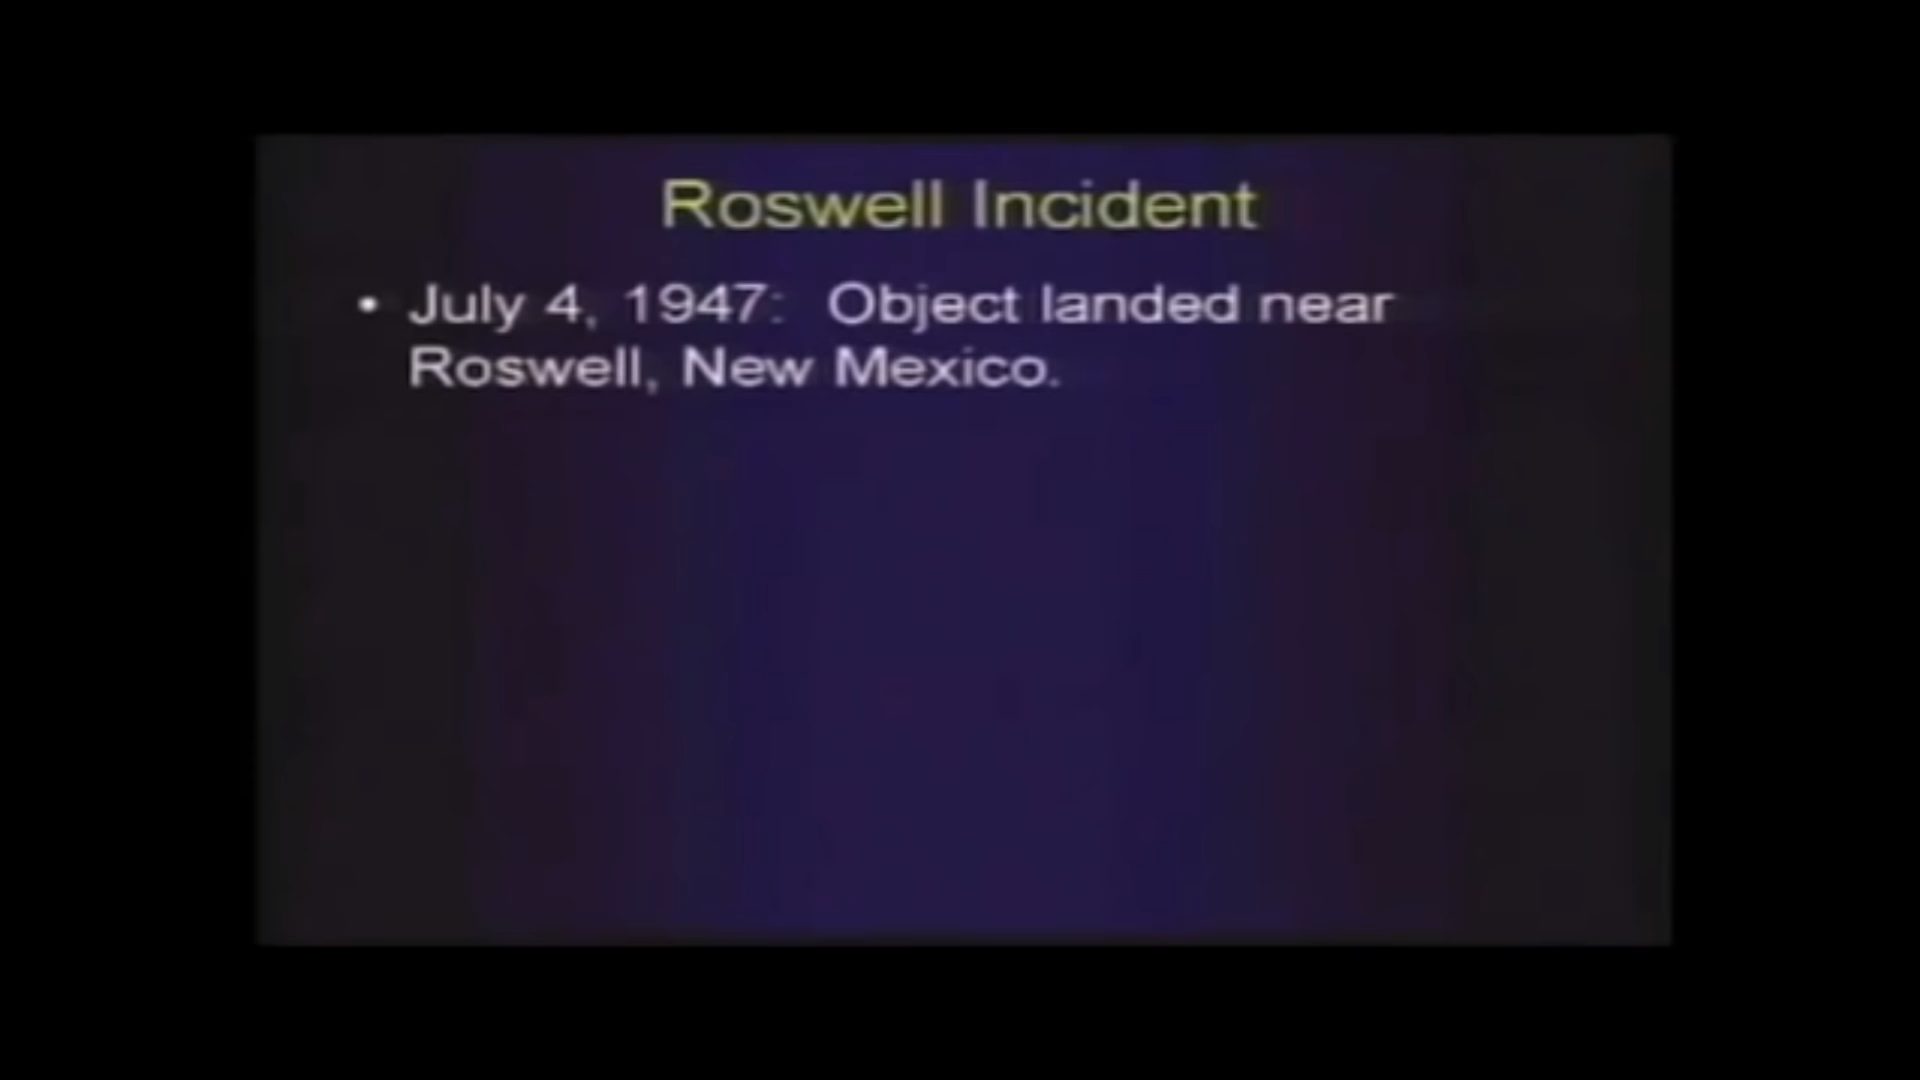 Roswell Incident
• July 4, 1947: Object landed near
Roswell, New Mexico.